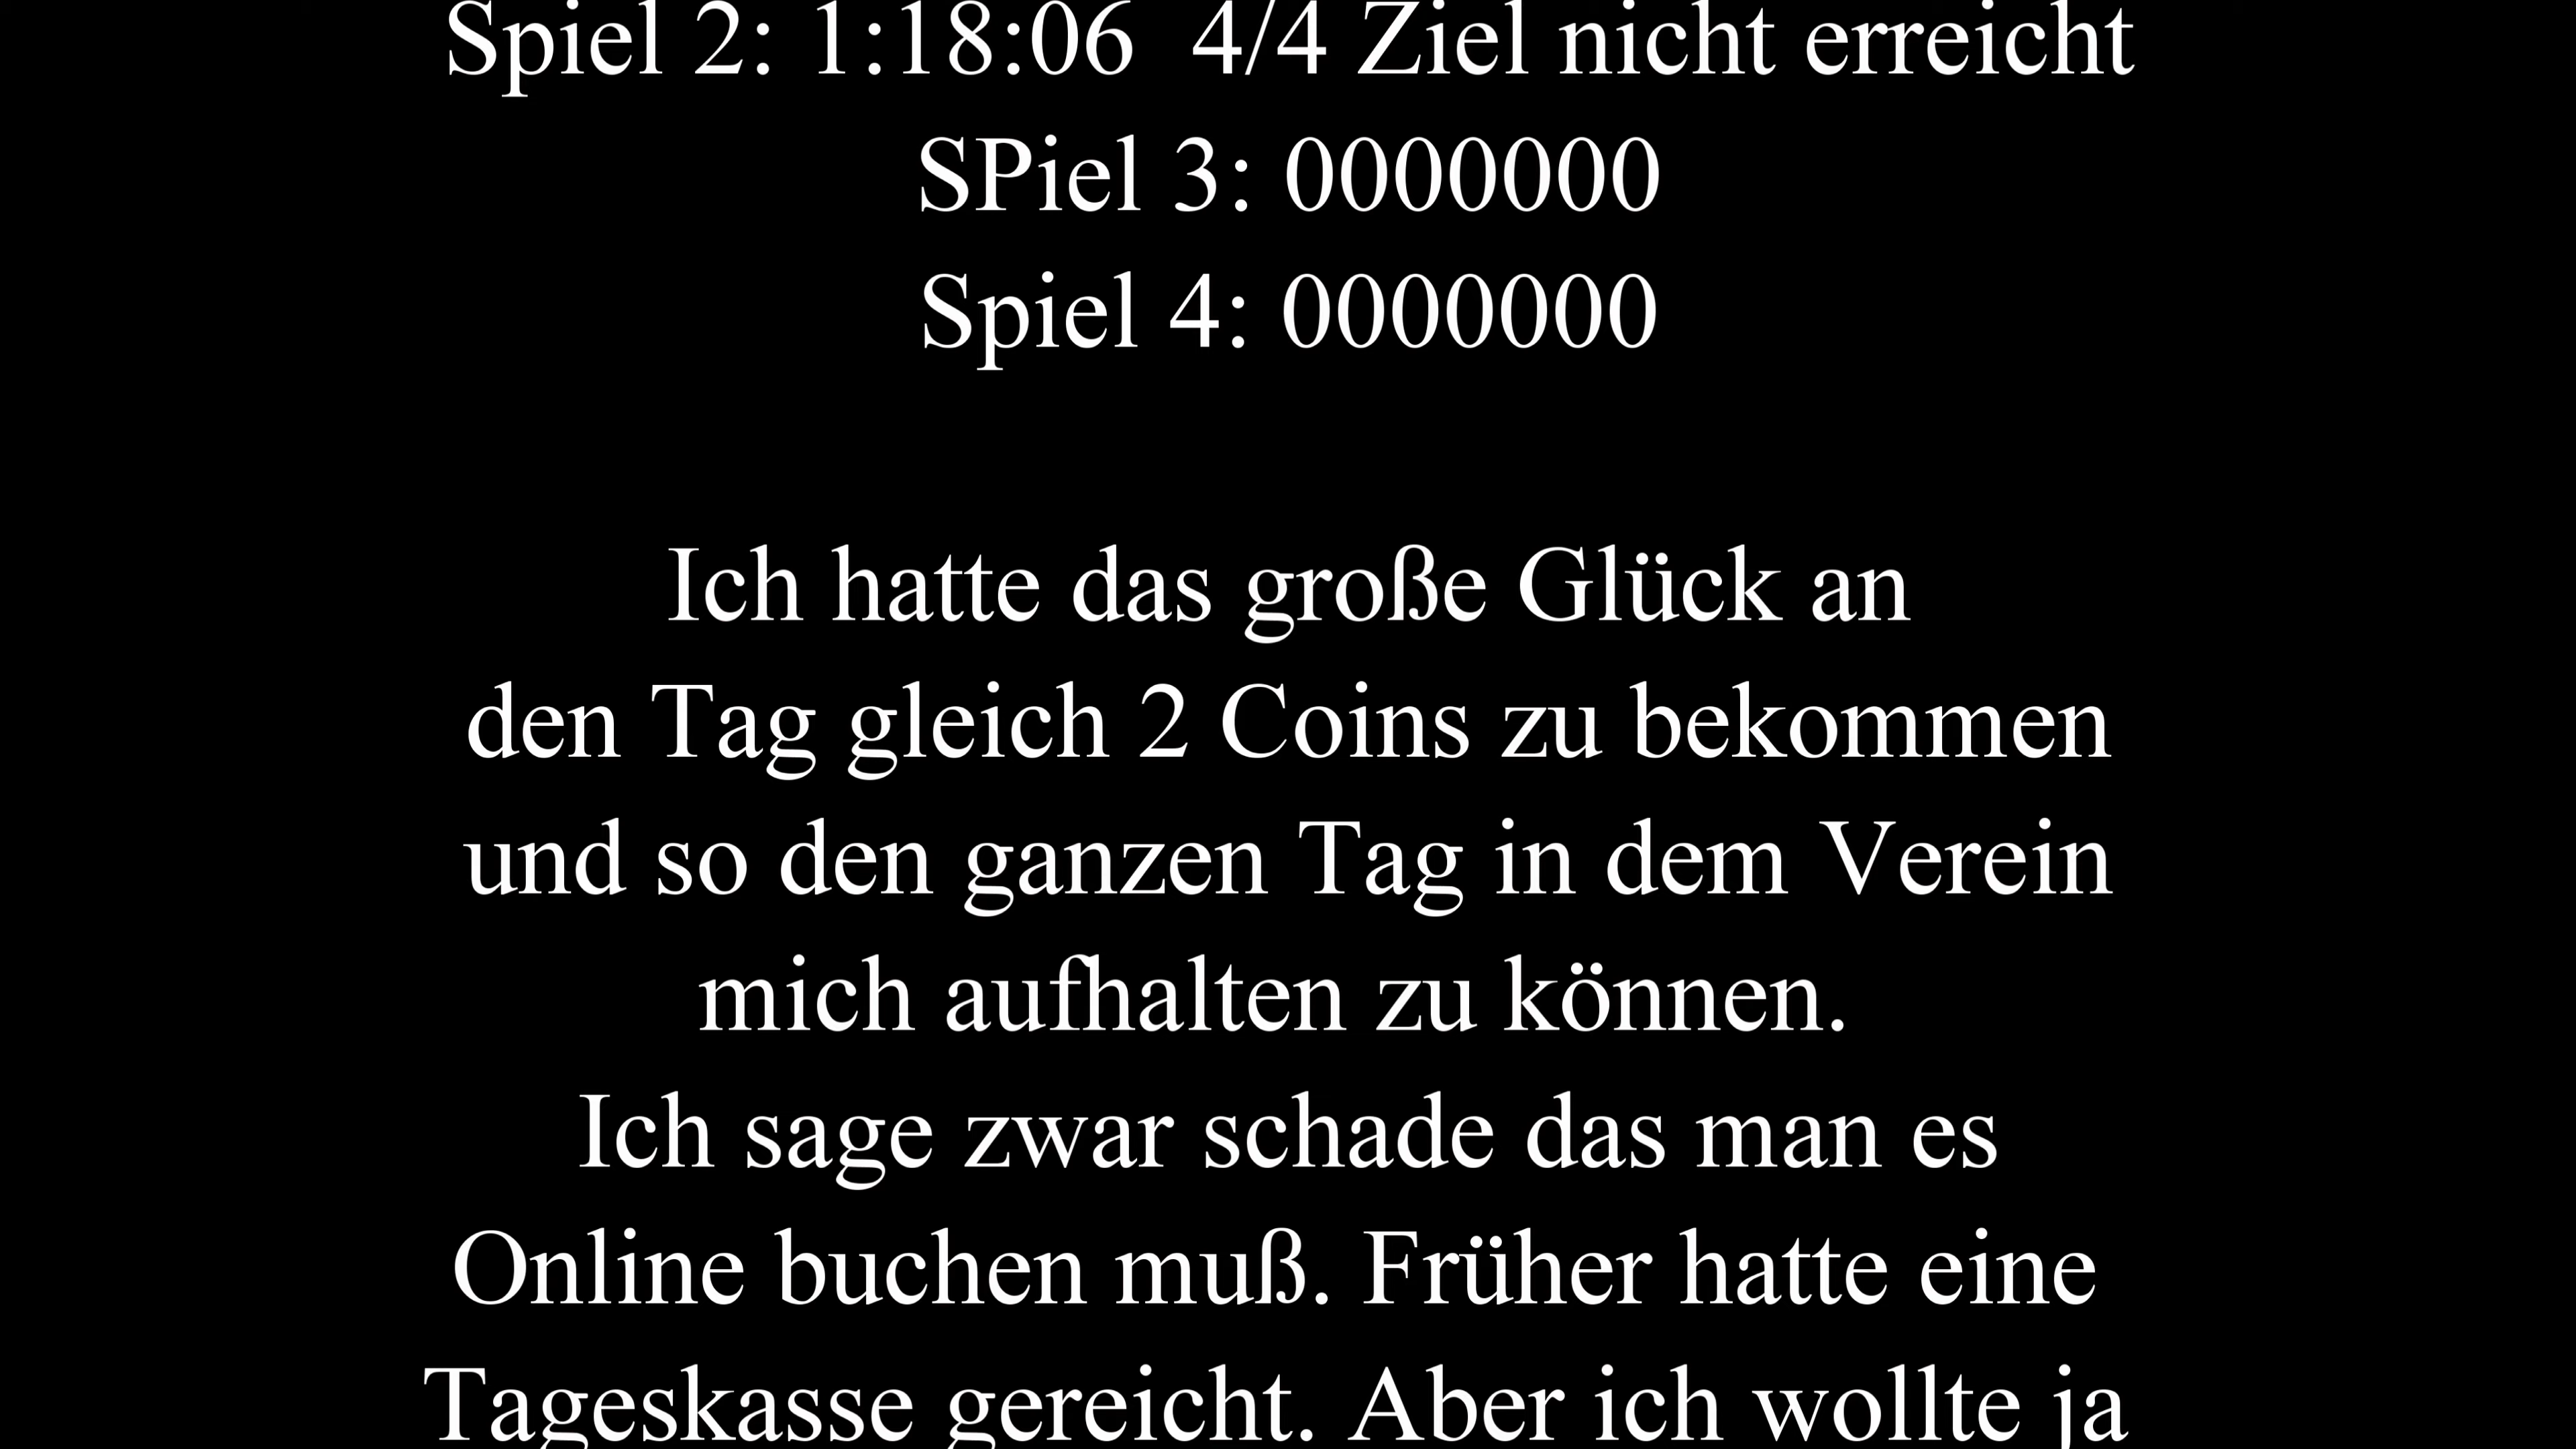 Spiel 2: 1:18:06  4/4 Ziel nicht erreicht
SPiel 3: 0000000
Spiel 4: 0000000
Ich hatte das große Glück an
den Tag gleich 2 Coins zu bekommen
und so den ganzen Tag in dem Verein
mich aufhalten zu können.
Ich sage zwar schade das man es
Online buchen muß. Früher hatte eine
Tageskasse gereicht. Aber ich wollte ja